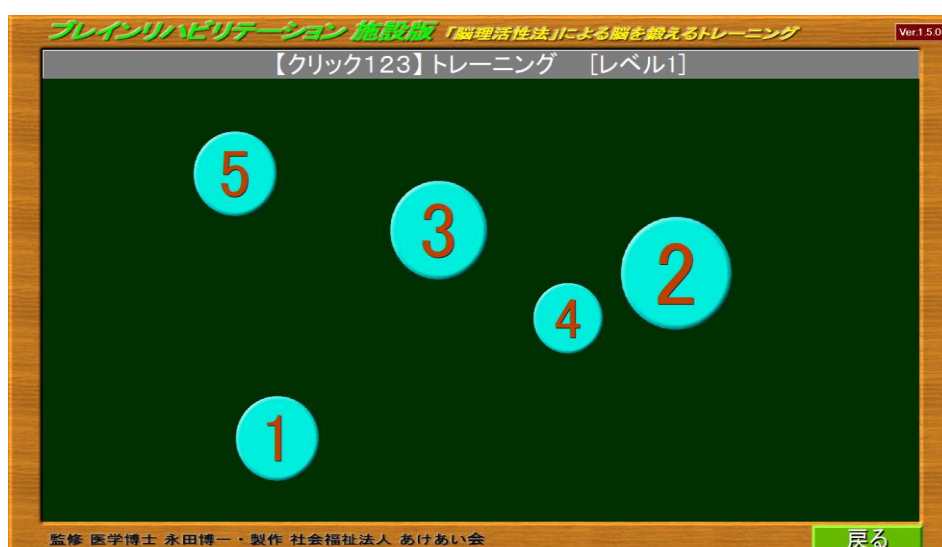 ブレインリハビリテーション 施設版 「脳理活性法」による脳を鍛えるトレーニング
Ver.1.5.0
【クリック123】トレーニング [レベル1]
5
3
2
4
1
監修 医学博士 永田博一・製作 社会福祉法人 あけあい会
戻る